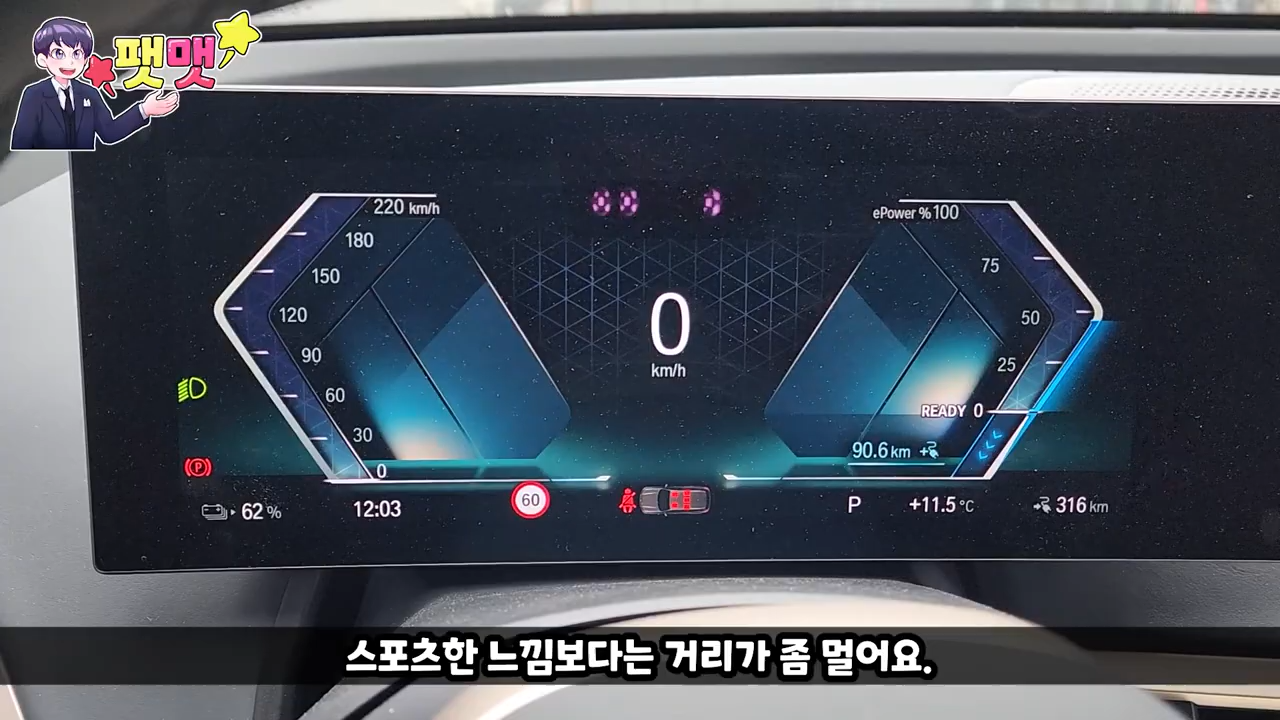 팻맷
220 km/h
180
150
120
90
60
30
0
0
km/h
ePower % 100
75
50
25
READY 0
90.6 km
62 %
12:03
60
P
+11.5 °C
316 km
스포츠한 느낌보다는 거리가 좀 멀어요.